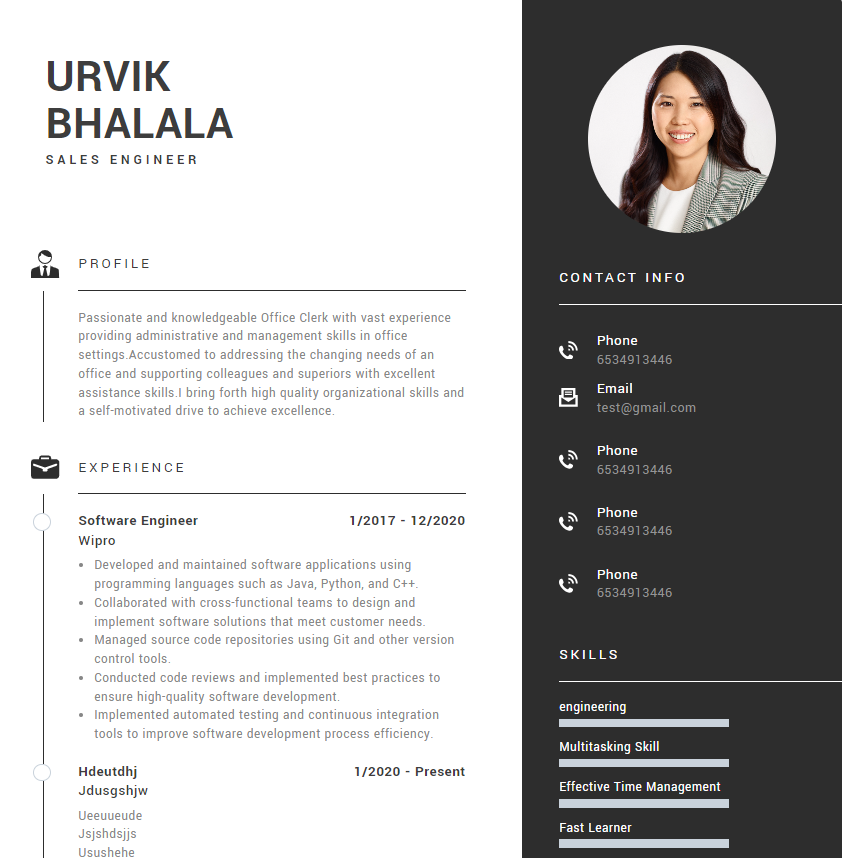 URVIK
BHALALA
SALES ENGINEER
PROFILE
Passionate and knowledgeable Office Clerk with vast experience
providing administrative and management skills in office
settings.Accustomed to addressing the changing needs of an
office and supporting colleagues and superiors with excellent
assistance skills.I bring forth high quality organizational skills and
a self-motivated drive to achieve excellence.
EXPERIENCE
Software Engineer 1/2017 - 12/2020
Wipro
• Developed and maintained software applications using
programming languages such as Java, Python, and C++.
• Collaborated with cross-functional teams to design and
implement software solutions that meet customer needs.
• Managed source code repositories using Git and other version
control tools.
• Conducted code reviews and implemented best practices to
ensure high-quality software development.
• Implemented automated testing and continuous integration
tools to improve software development process efficiency.
Hdeutdhj 1/2020 - Present
Jdusgshjw
Ueeuueude
Jsjshdsjjs
Usushehe
CONTACT INFO
Phone
6534913446
Email
test@gmail.com
Phone
6534913446
Phone
6534913446
Phone
6534913446
SKILLS
engineering
Multitasking Skill
Effective Time Management
Fast Learner